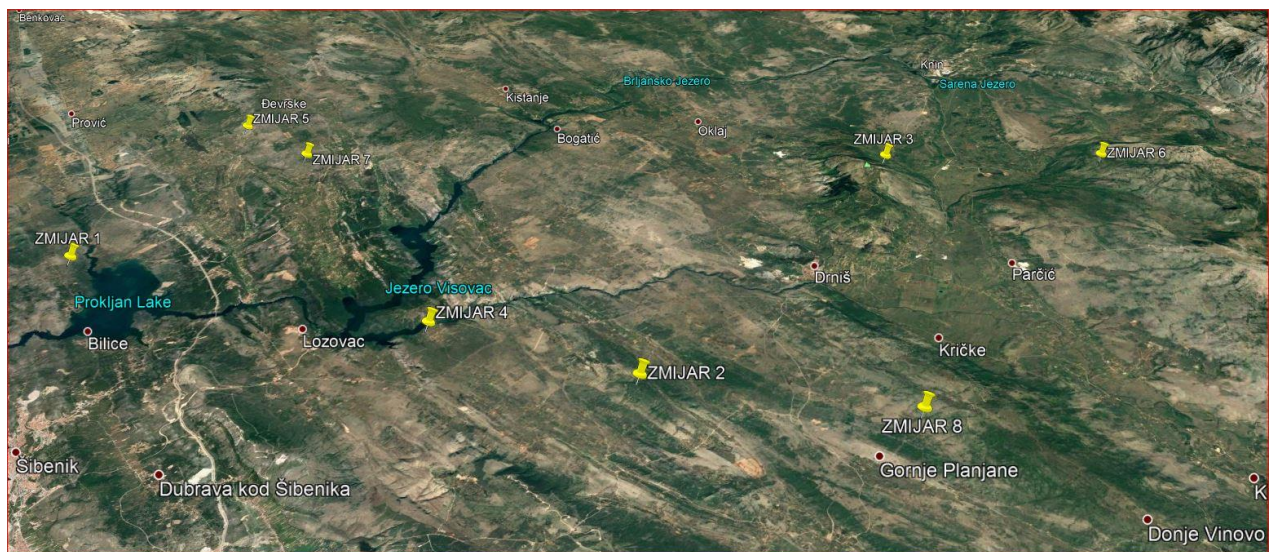 Benkovac
Knin
Brljansko Jezero
Šarena Jezero
Kistanje
Đevrske
ZMIJAR 5
Prović
Oklaj
Bogatić
ZMIJAR 3
ZMIJAR 6
ZMIJAR 7
ZMIJAR 1
Drniš
Parčić
Jezero Visovac
Prokljan Lake
ZMIJAR 4
Bilice
Lozovac
Kričke
ZMIJAR 2
ZMIJAR 8
Šibenik
Gornje Planjane
Dubrava kod Šibenika
K
Donje Vinovo